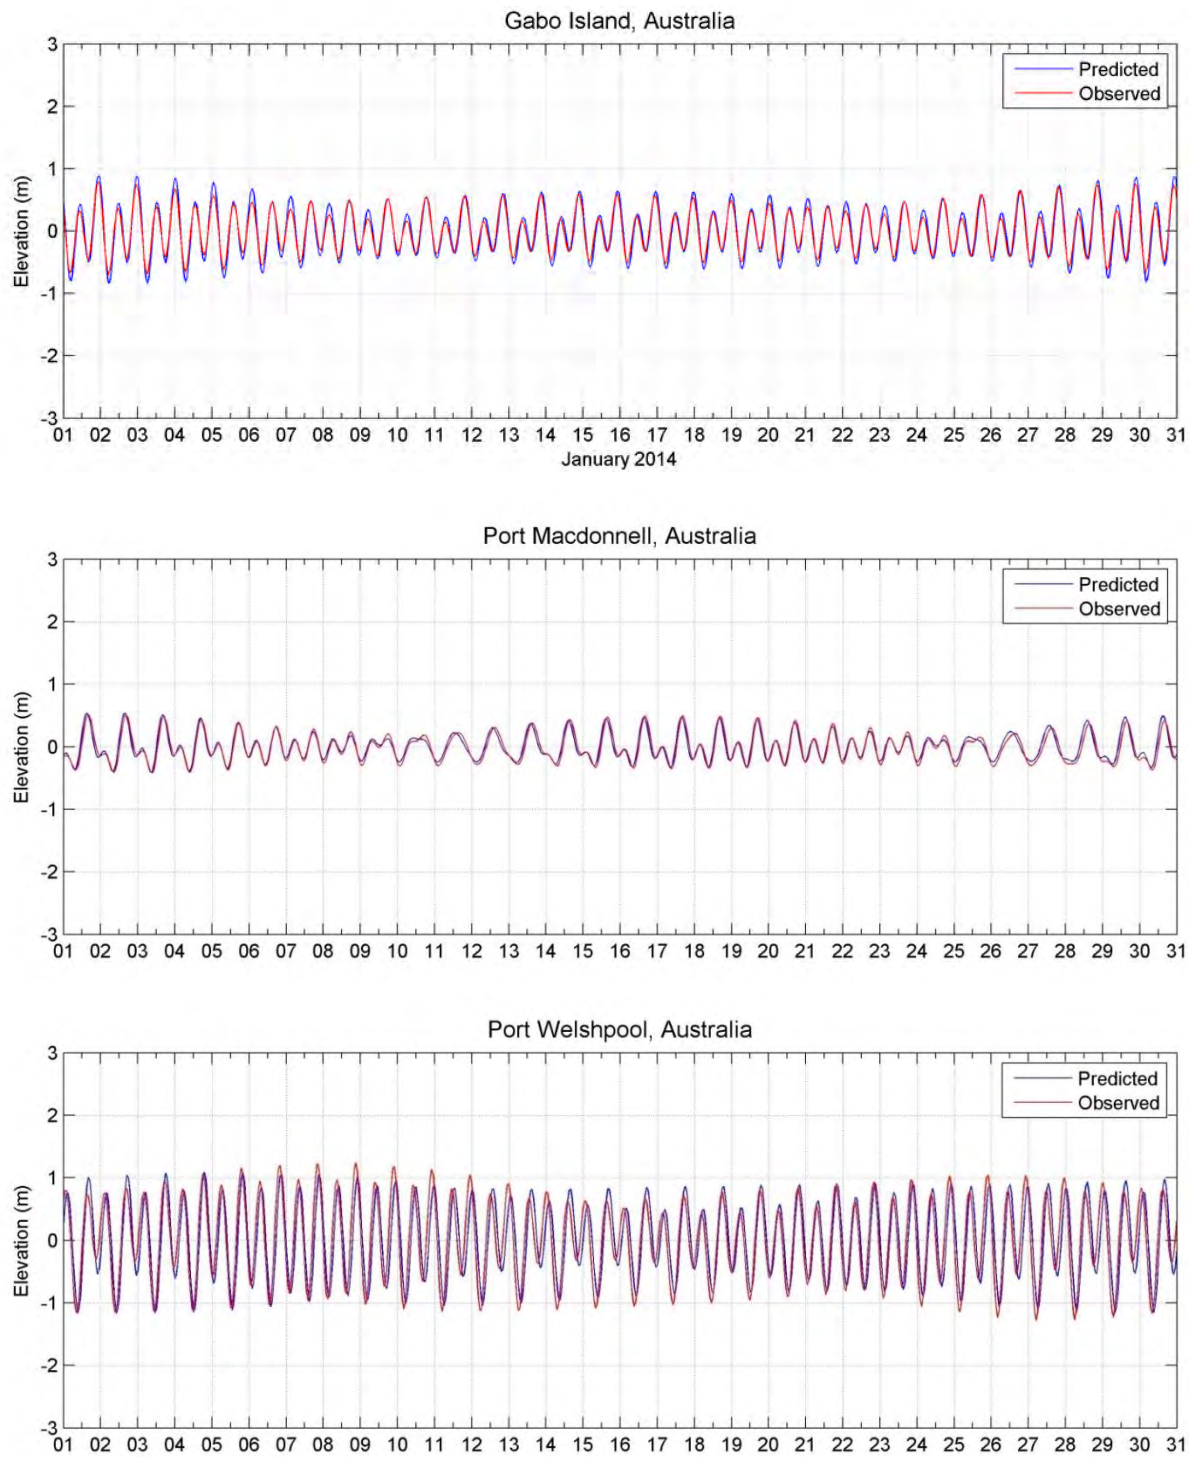 Gabo Island, Australia
3
Predicted
Observed
2
1
0
-1
-2
-3
Elevation (m)
01 02 03 04 05 06 07 08 09 10 11 12 13 14 15 16 17 18 19 20 21 22 23 24 25 26 27 28 29 30 31
January 2014
Port Macdonnell, Australia
3
Predicted
Observed
2
1
0
-1
-2
-3
Elevation (m)
01 02 03 04 05 06 07 08 09 10 11 12 13 14 15 16 17 18 19 20 21 22 23 24 25 26 27 28 29 30 31
Port Welshpool, Australia
3
Predicted
Observed
2
1
0
-1
-2
-3
Elevation (m)
01 02 03 04 05 06 07 08 09 10 11 12 13 14 15 16 17 18 19 20 21 22 23 24 25 26 27 28 29 30 31